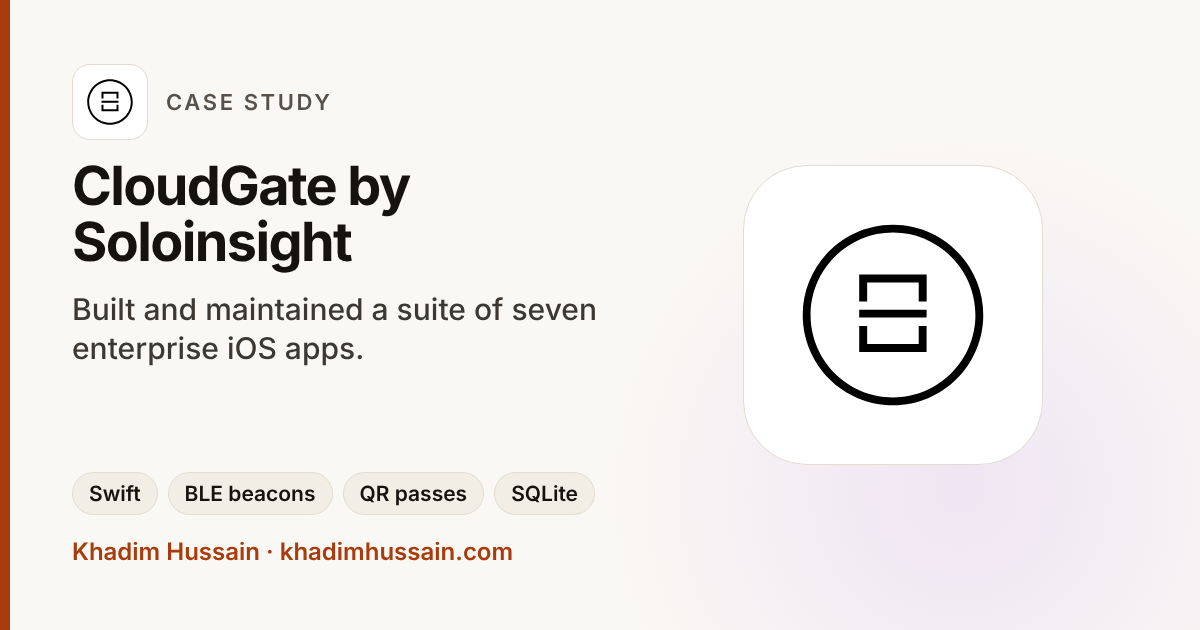 CASE STUDY
CloudGate by
Soloinsight
Built and maintained a suite of seven
enterprise iOS apps.
Swift
BLE beacons
QR passes
SQLite
Khadim Hussain · khadimhussain.com